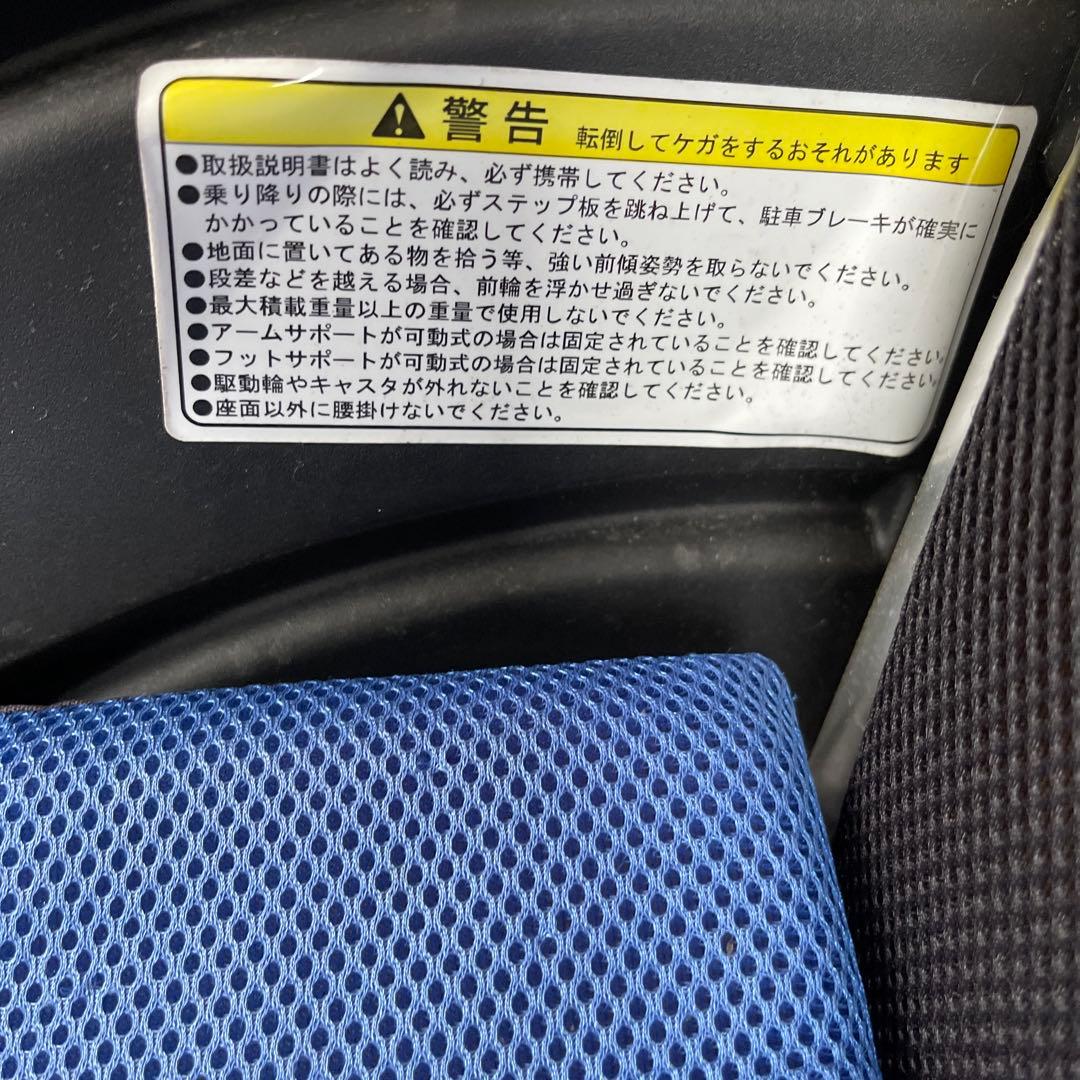 警告 転倒してケガをするおそれがあります
●取扱説明書はよく読み、必ず携帯してください。
●乗り降りの際には、必ずステップ板を跳ね上げて、駐車ブレーキが確実に
かかっていることを確認してください。
●地面に置いてある物を拾う等、強い前傾姿勢を取らないでください。
●段差などを越える場合、前輪を浮かせ過ぎないでください。
●最大積載重量以上の重量で使用しないでください。
●アームサポートが可動式の場合は固定されていることを確認してください。
●フットサポートが可動式の場合は固定されていることを確認してください。
●駆動輪やキャスタが外れないことを確認してください。
●座面以外に腰掛けないでください。